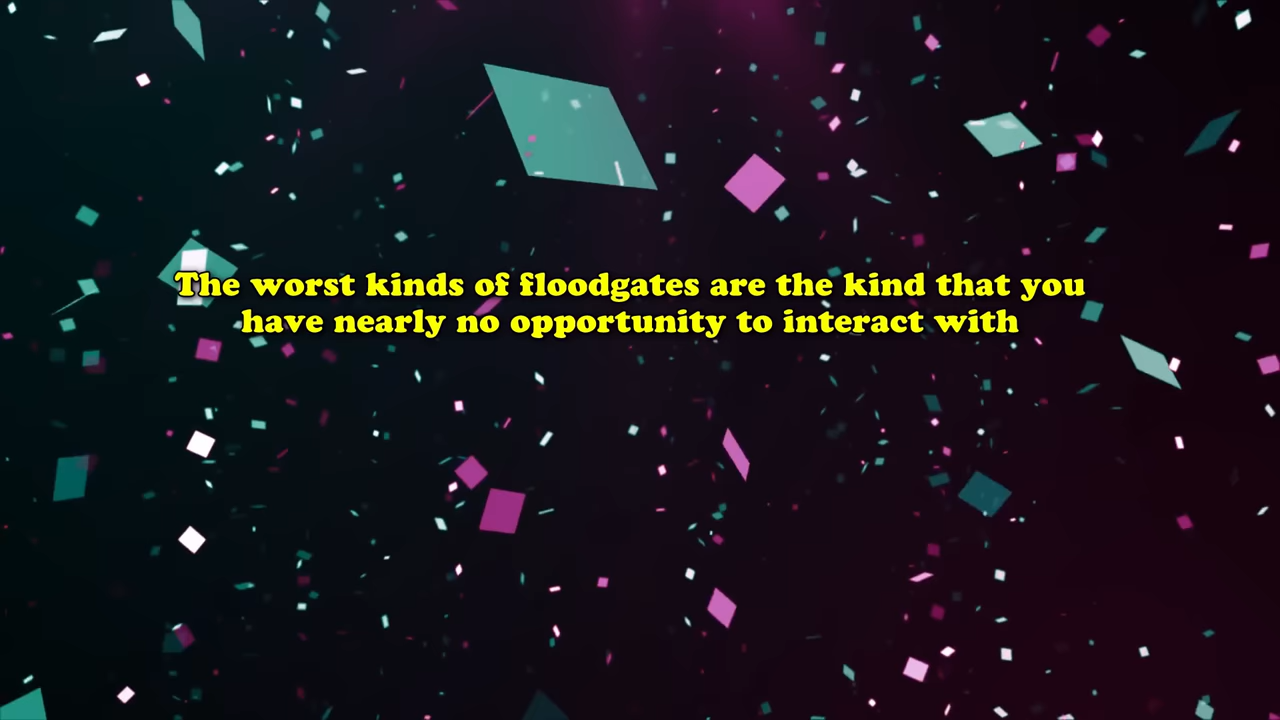 The worst kinds of floodgates are the kind that you
have nearly no opportunity to interact with